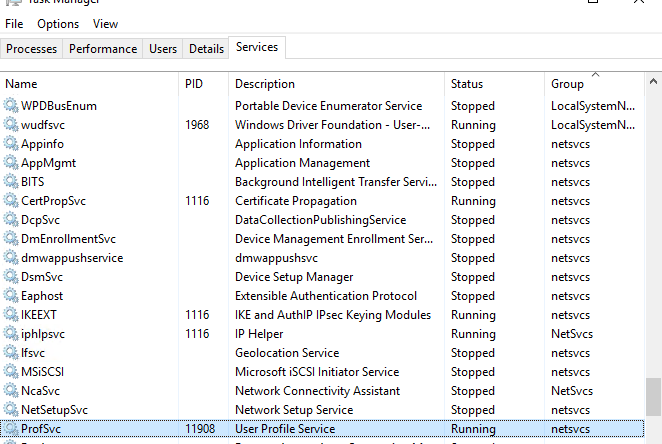 Task Manager
File Options View
Processes Performance Users Details Services
Name PID Description Status Group
WPDBusEnum Portable Device Enumerator Service Stopped LocalSystemN...
wudfsvc 1968 Windows Driver Foundation - User-... Running LocalSystemN...
Appinfo Application Information Stopped netsvcs
AppMgmt Application Management Stopped netsvcs
BITS Background Intelligent Transfer Servi... Stopped netsvcs
CertPropSvc 1116 Certificate Propagation Running netsvcs
DcpSvc DataCollectionPublishingService Stopped netsvcs
DmEnrollmentSvc Device Management Enrollment Ser... Stopped netsvcs
dmwappushservice dmwappushsvc Stopped netsvcs
DsmSvc Device Setup Manager Stopped netsvcs
Eaphost Extensible Authentication Protocol Stopped netsvcs
IKEEXT 1116 IKE and AuthIP IPsec Keying Modules Running netsvcs
iphlpsvc 1116 IP Helper Running NetSvcs
lfsvc Geolocation Service Stopped netsvcs
MSiSCSI Microsoft iSCSI Initiator Service Stopped netsvcs
NcaSvc Network Connectivity Assistant Stopped NetSvcs
NetSetupSvc Network Setup Service Stopped netsvcs
ProfSvc 11908 User Profile Service Running netsvcs